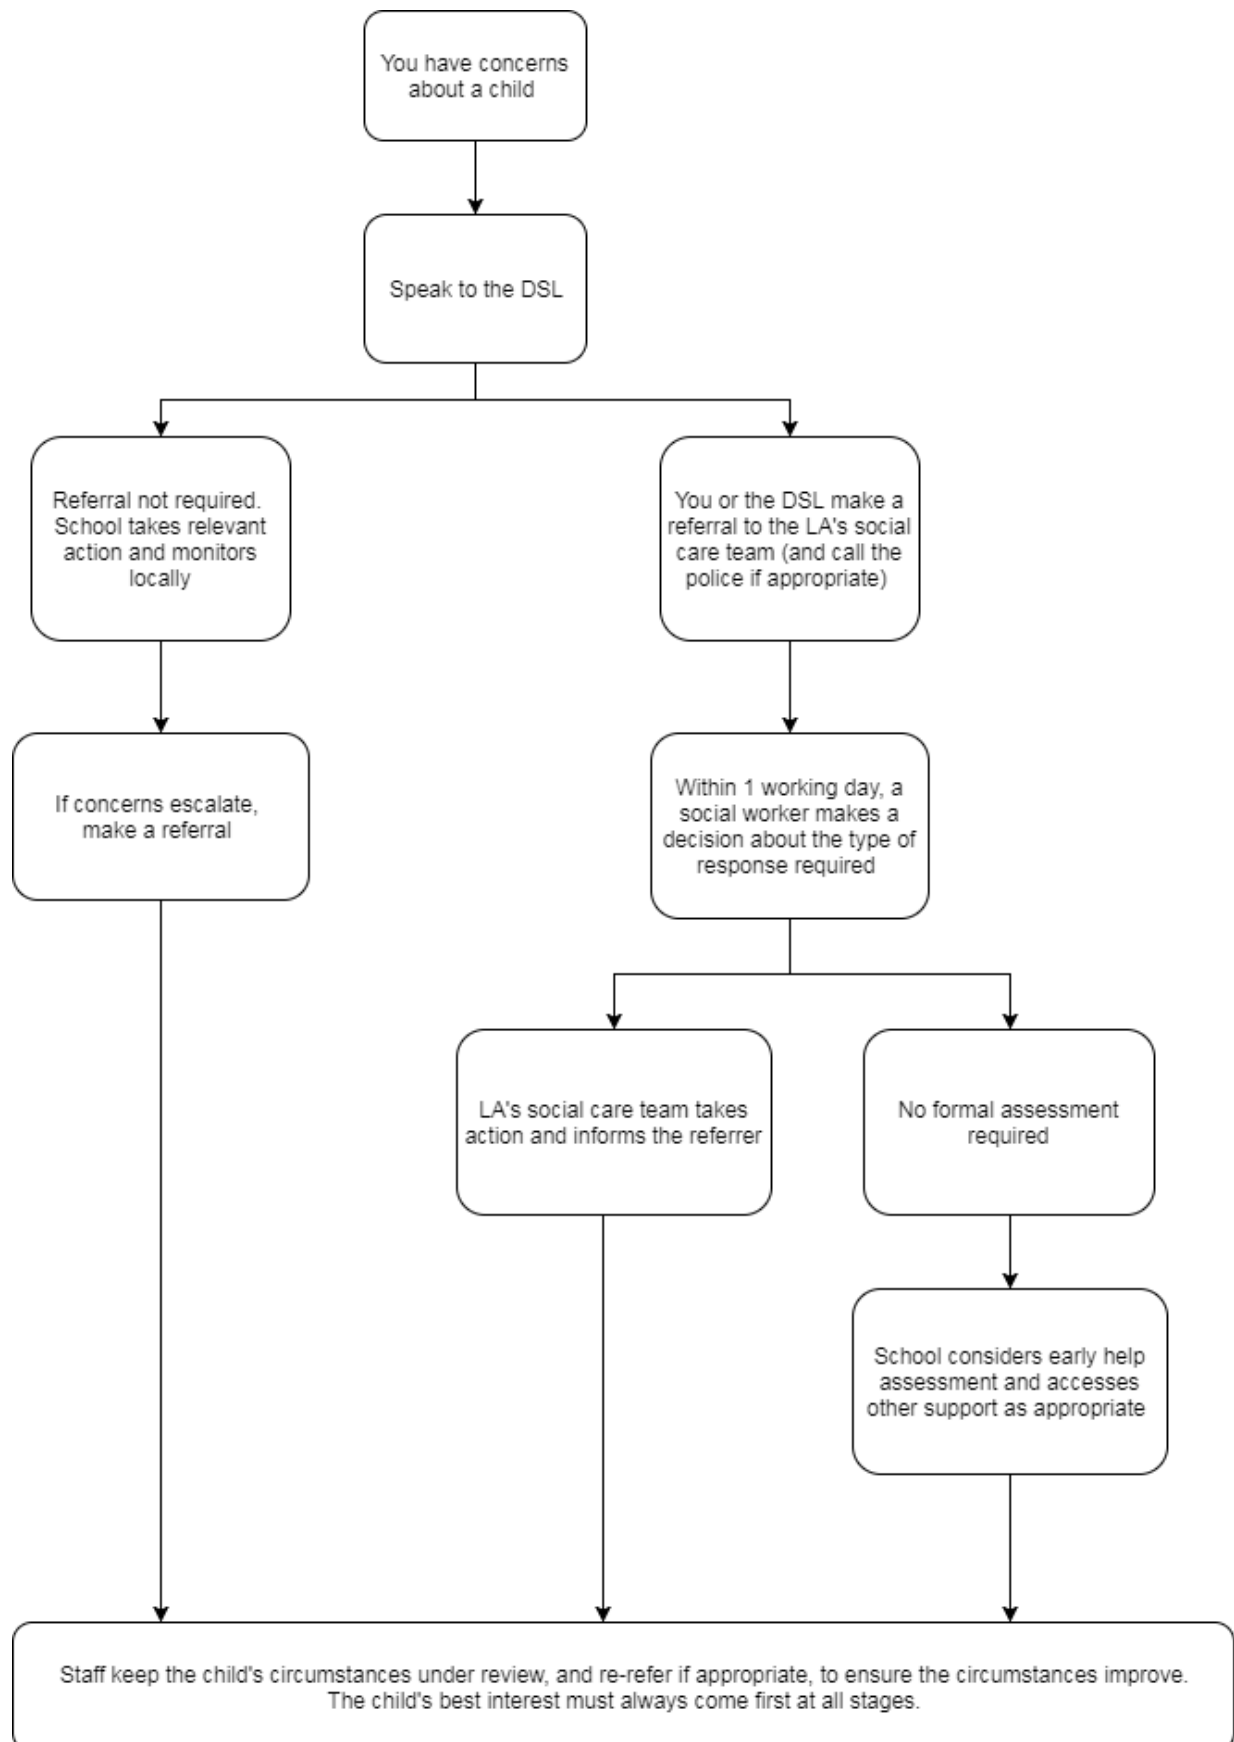 You have concerns
about a child
Speak to the DSL
Referral not required.
School takes relevant
action and monitors
locally
You or the DSL make a
referral to the LA's social
care team (and call the
police if appropriate)
If concerns escalate,
make a referral
Within 1 working day, a
social worker makes a
decision about the type of
response required
LA's social care team takes
action and informs the referrer
No formal assessment
required
School considers early help
assessment and accesses
other support as appropriate
Staff keep the child's circumstances under review, and re-refer if appropriate, to ensure the circumstances improve.
The child's best interest must always come first at all stages.